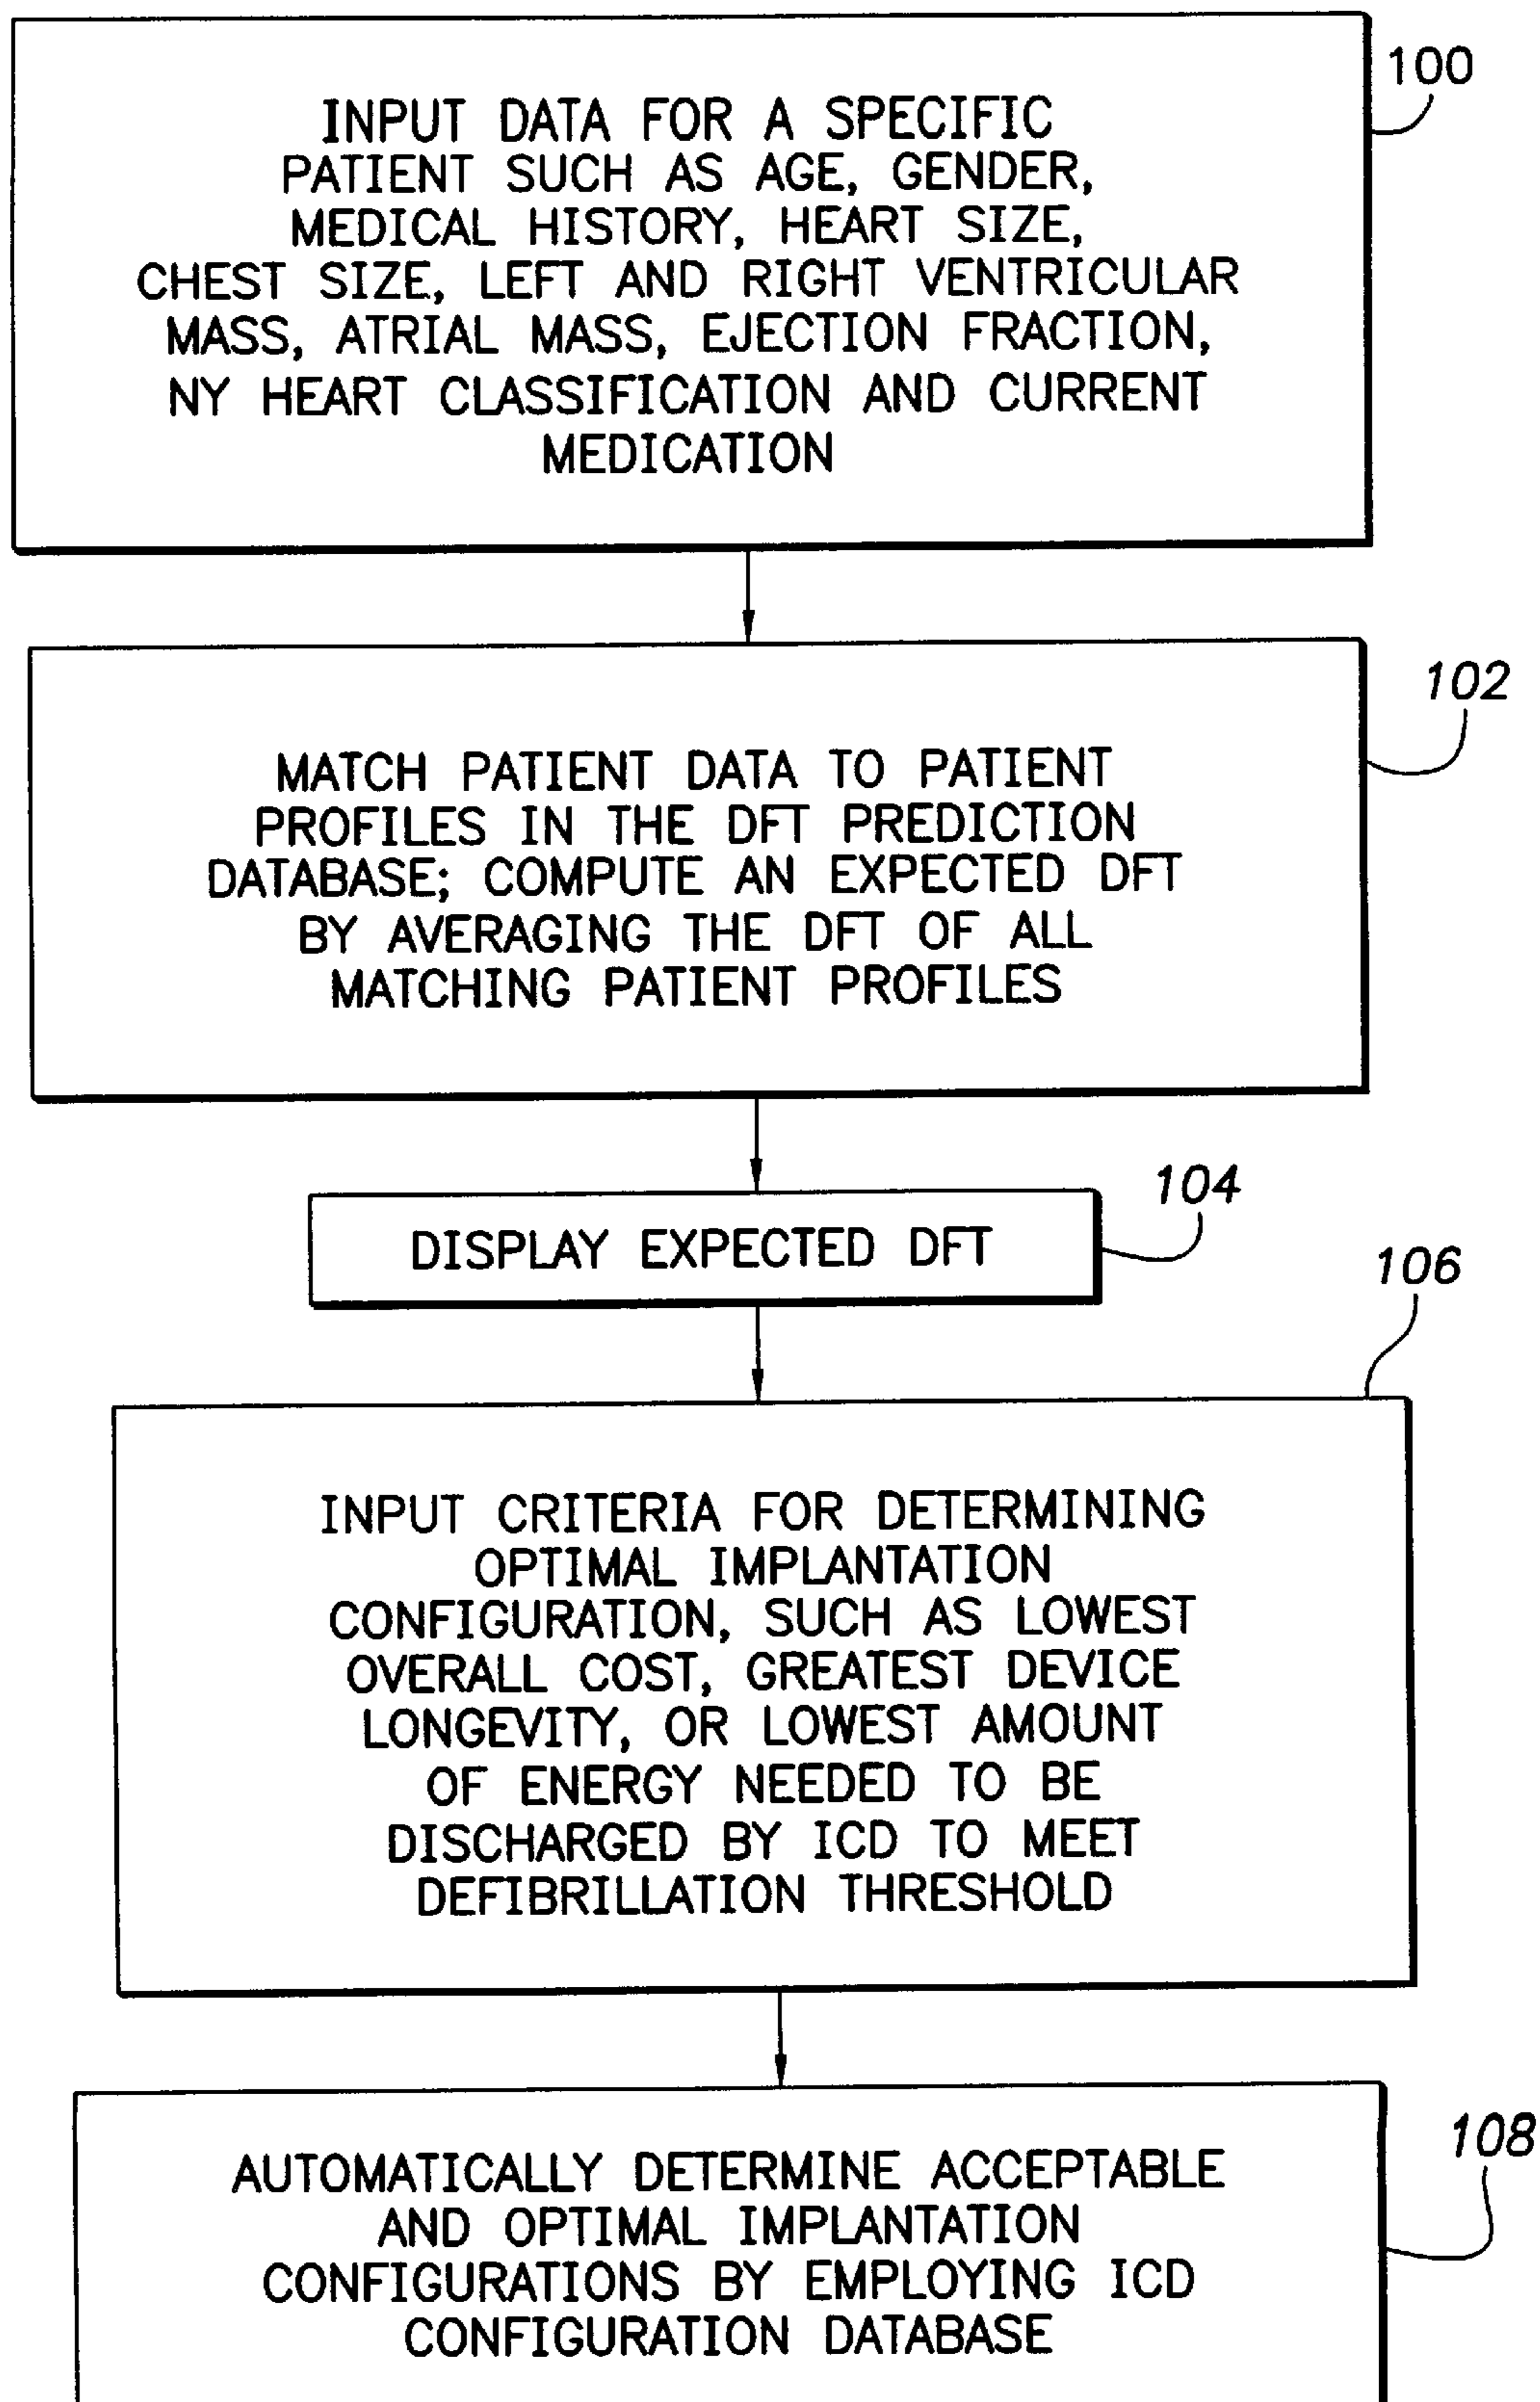 100
INPUT DATA FOR A SPECIFIC
PATIENT SUCH AS AGE, GENDER,
MEDICAL HISTORY, HEART SIZE,
CHEST SIZE, LEFT AND RIGHT VENTRICULAR
MASS, ATRIAL MASS, EJECTION FRACTION,
NY HEART CLASSIFICATION AND CURRENT
MEDICATION
102
MATCH PATIENT DATA TO PATIENT
PROFILES IN THE DFT PREDICTION
DATABASE; COMPUTE AN EXPECTED DFT
BY AVERAGING THE DFT OF ALL
MATCHING PATIENT PROFILES
104
DISPLAY EXPECTED DFT
106
INPUT CRITERIA FOR DETERMINING
OPTIMAL IMPLANTATION
CONFIGURATION, SUCH AS LOWEST
OVERALL COST, GREATEST DEVICE
LONGEVITY, OR LOWEST AMOUNT
OF ENERGY NEEDED TO BE
DISCHARGED BY ICD TO MEET
DEFIBRILLATION THRESHOLD
108
AUTOMATICALLY DETERMINE ACCEPTABLE
AND OPTIMAL IMPLANTATION
CONFIGURATIONS BY EMPLOYING ICD
CONFIGURATION DATABASE